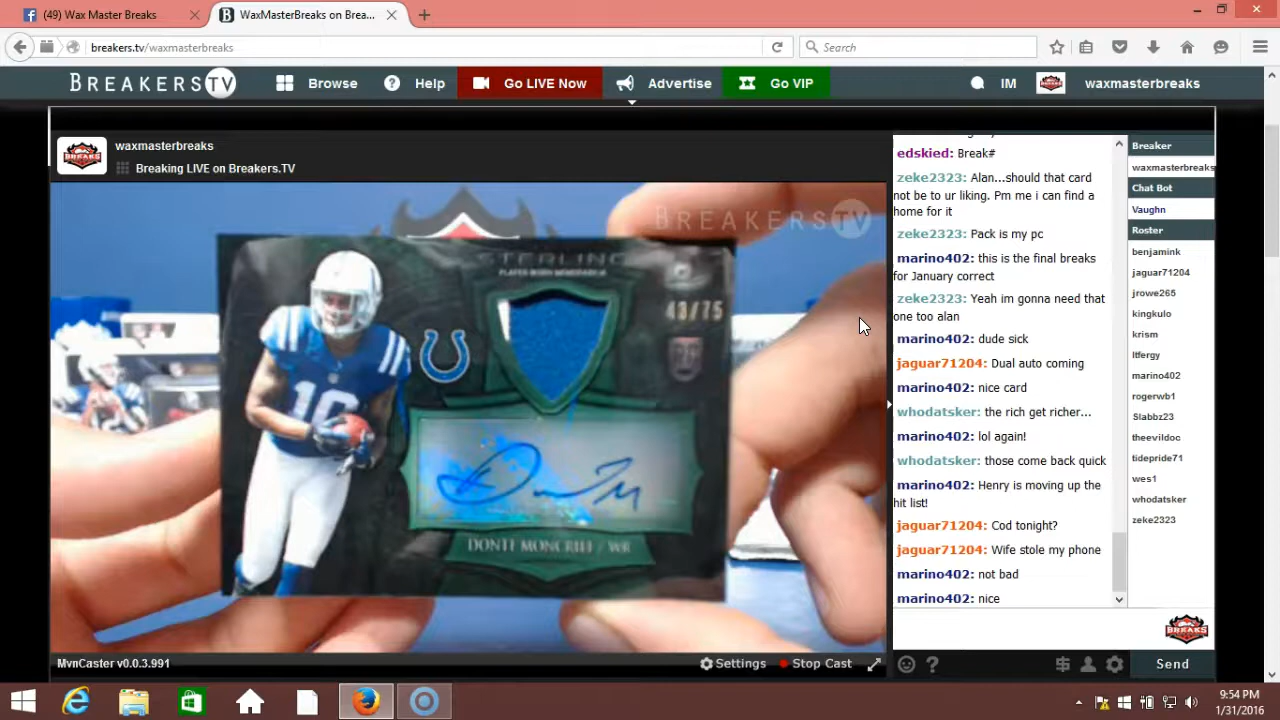 (49) Wax Master Breaks
WaxMasterBreaks on Brea...
breakers.tv/waxmasterbreaks
Search
BREAKERSTV
Browse
Help
Go LIVE Now
Advertise
Go VIP
IM
waxmasterbreaks
waxmasterbreaks
Breaking LIVE on Breakers.TV
BREAKERSTV
STERLING
PLAYER-WORN MEMORABILIA
43/75
10
DONTE MONCRIEF / WR
edskied: Break#
zeke2323: Alan...should that card
not be to ur liking. Pm me i can find a
home for it
zeke2323: Pack is my pc
marino402: this is the final breaks
for January correct
zeke2323: Yeah im gonna need that
one too alan
marino402: dude sick
jaguar71204: Dual auto coming
marino402: nice card
whodatsker: the rich get richer...
marino402: lol again!
whodatsker: those come back quick
marino402: Henry is moving up the
hit list!
jaguar71204: Cod tonight?
jaguar71204: Wife stole my phone
marino402: not bad
marino402: nice
Breaker
waxmasterbreaks
Chat Bot
Vaughn
Roster
benjamink
jaguar71204
jrowe265
kingkulo
krism
ltfergy
marino402
rogerwb1
Slabbz23
theevildoc
tidepride71
wes1
whodatsker
zeke2323
BREAKS
MvnCaster v0.0.3.991
Settings
Stop Cast
Send
9:54 PM
1/31/2016